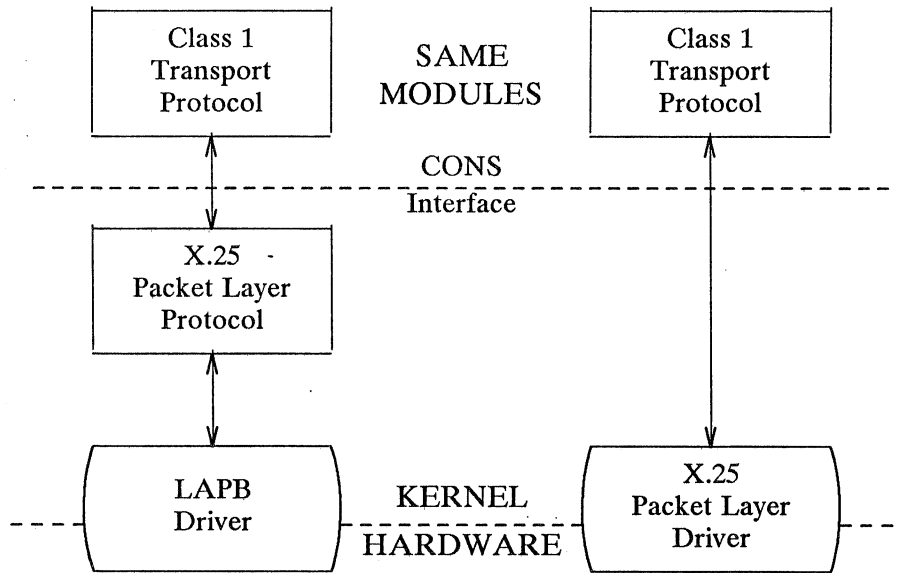 Class 1
Transport
Protocol
SAME
MODULES
Class 1
Transport
Protocol
CONS
Interface
X.25
Packet Layer
Protocol
LAPB
Driver
KERNEL
HARDWARE
X.25
Packet Layer
Driver